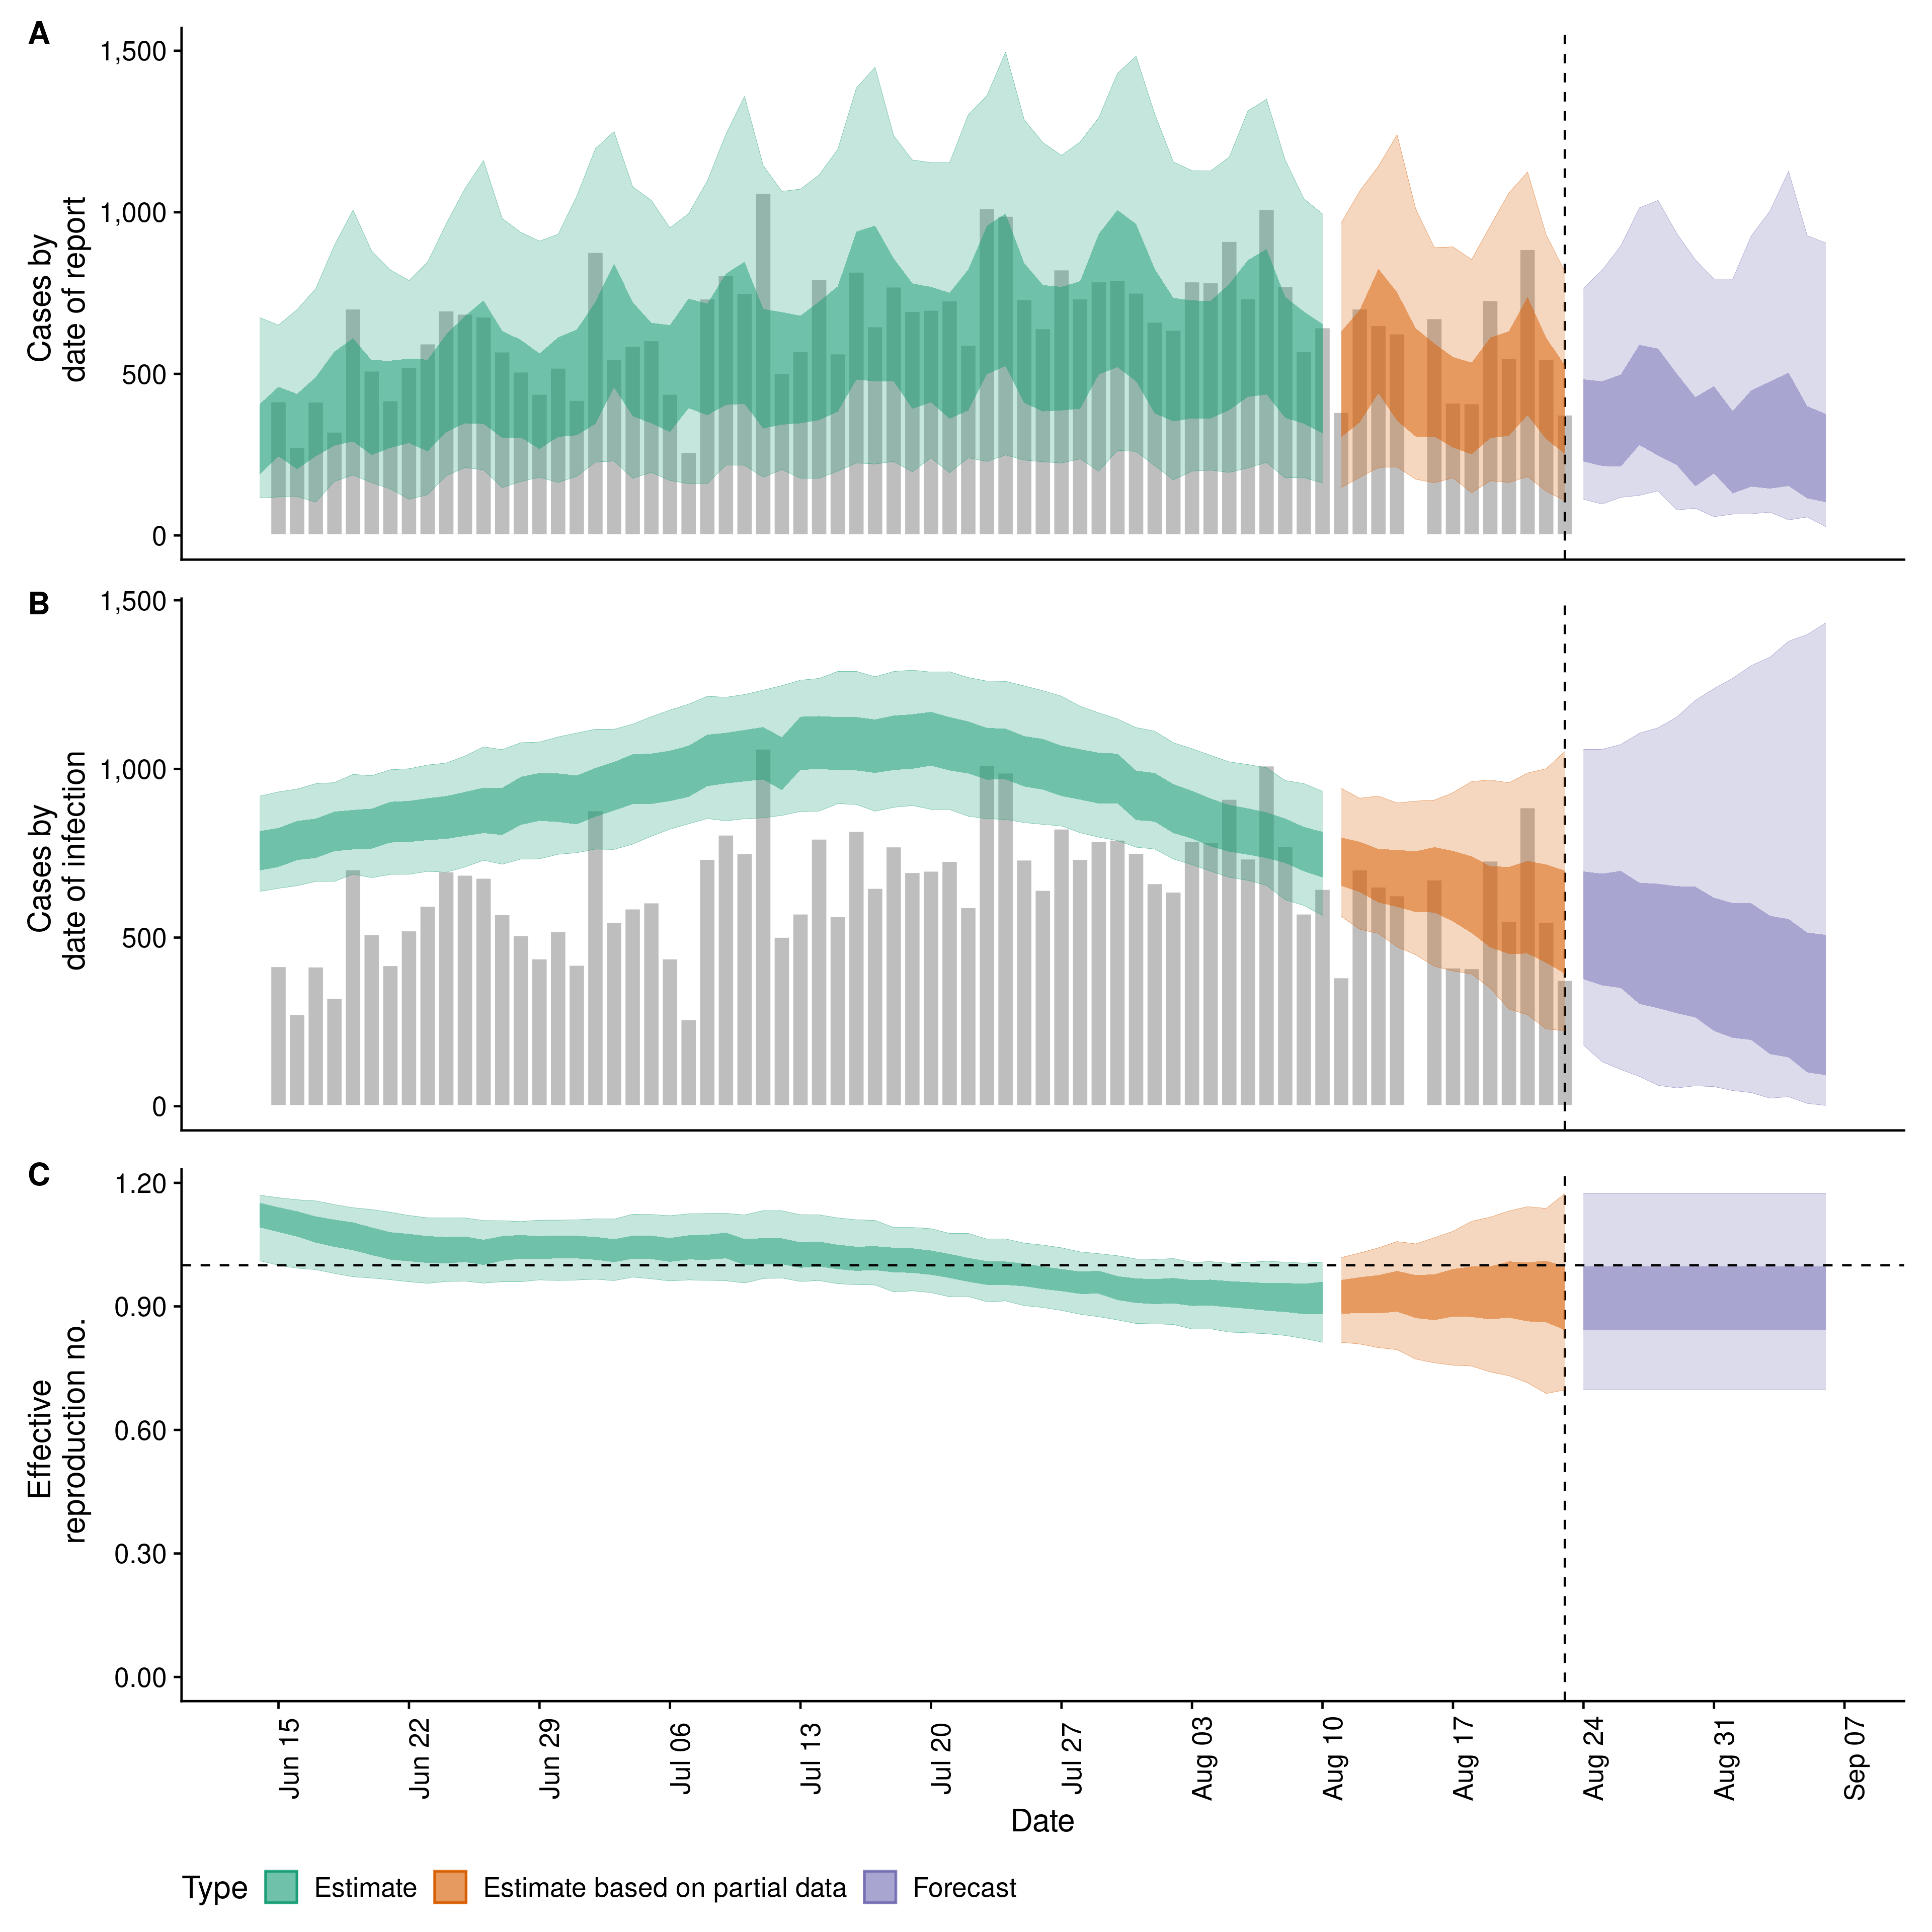 A
1,500
1,000
500
0
Cases by
date of report
B
1,500
1,000
500
0
Cases by
date of infection
C
1.20
0.90
0.60
0.30
0.00
Effective
reproduction no.
Jun 15
Jun 22
Jun 29
Jul 06
Jul 13
Jul 20
Jul 27
Aug 03
Aug 10
Aug 17
Aug 24
Aug 31
Sep 07
Date
Type Estimate Estimate based on partial data Forecast